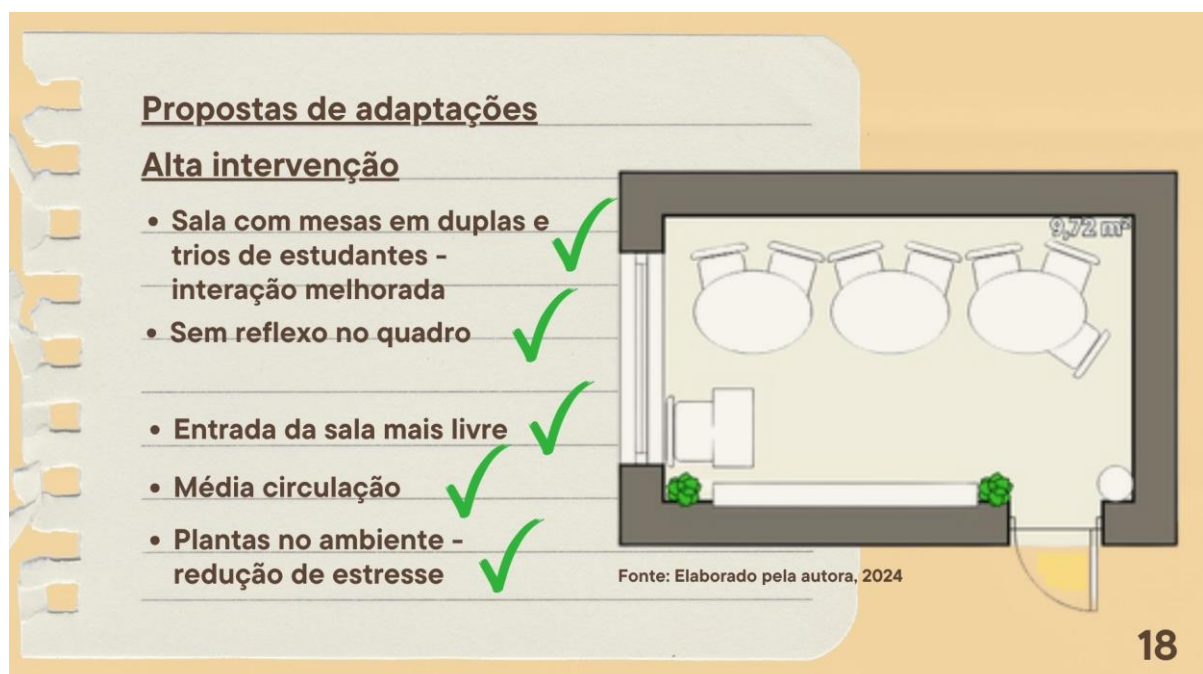 Propostas de adaptações
Alta intervenção
• Sala com mesas em duplas e
trios de estudantes -
interação melhorada
• Sem reflexo no quadro
• Entrada da sala mais livre
• Média circulação
• Plantas no ambiente -
redução de estresse
9,72 m²
Fonte: Elaborado pela autora, 2024
18